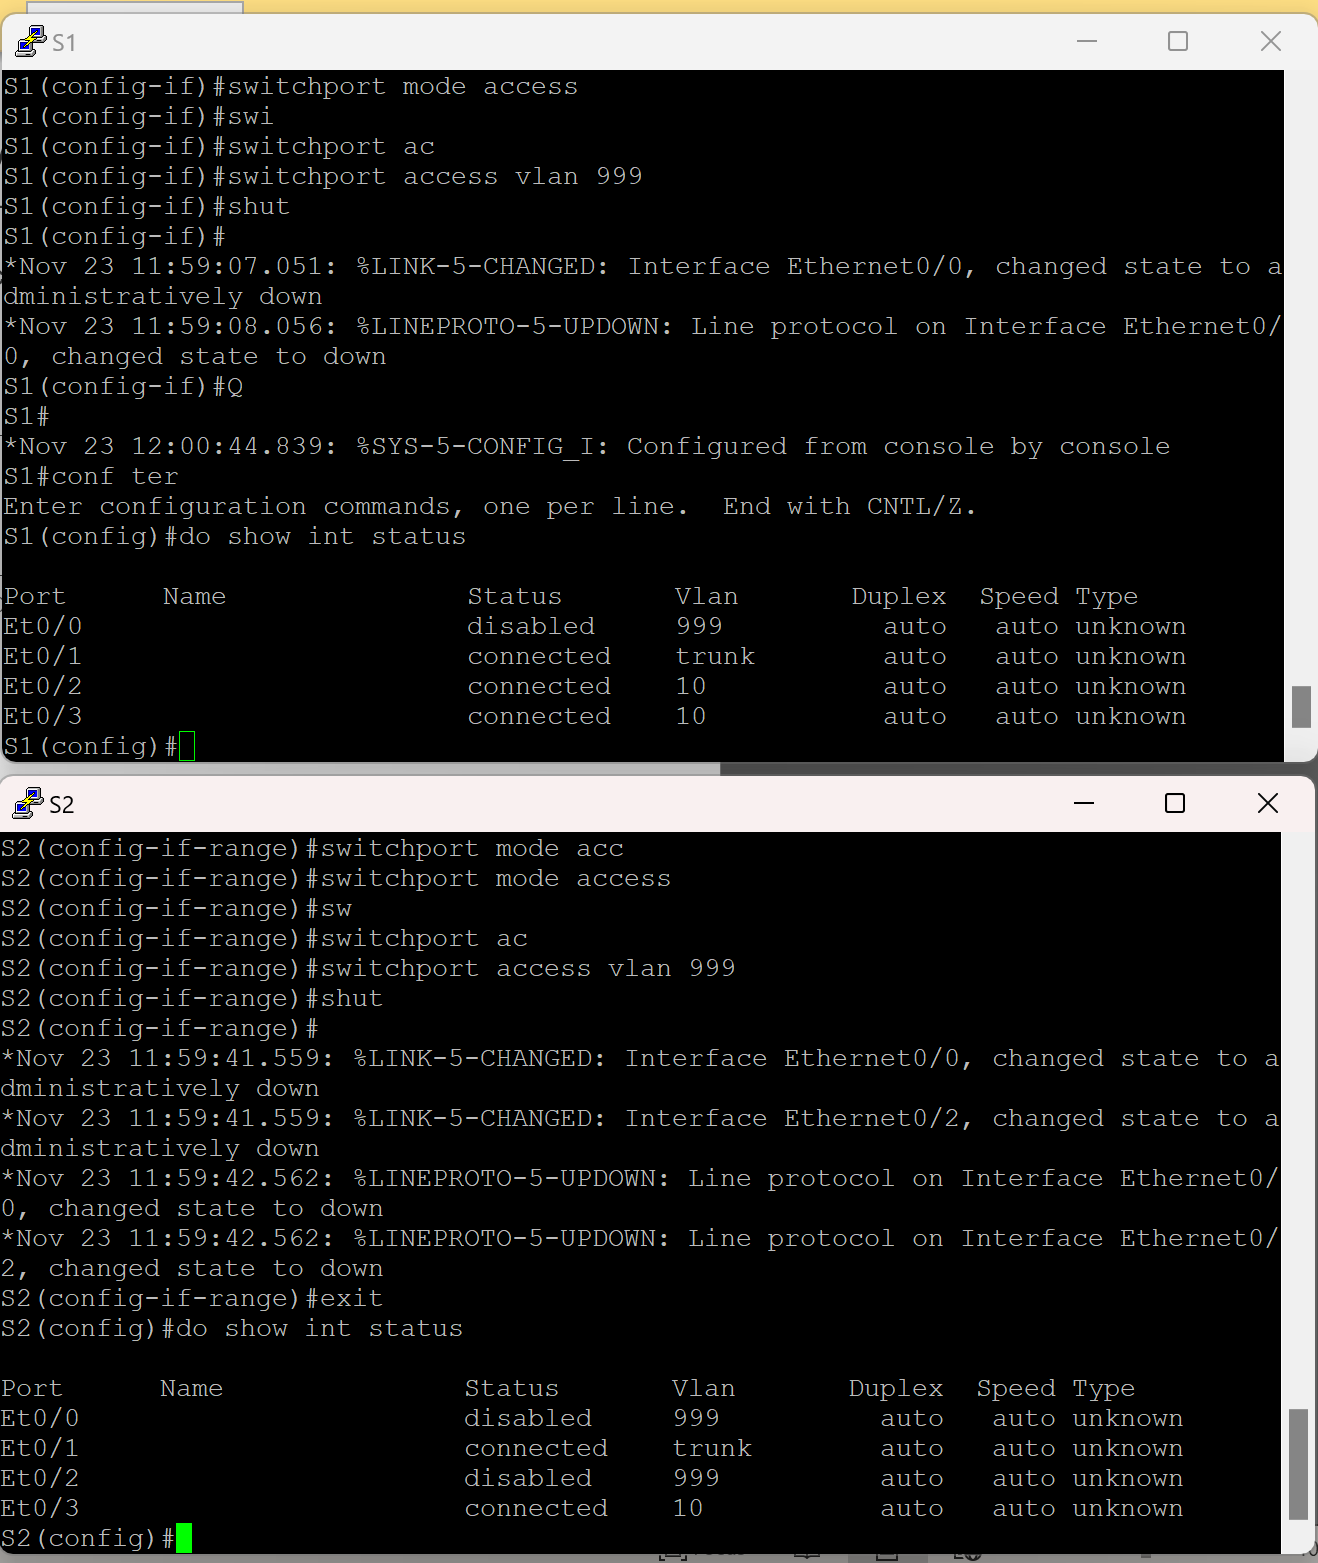 S1
S1(config-if)#switchport mode access
S1(config-if)#swi
S1(config-if)#switchport ac
S1(config-if)#switchport access vlan 999
S1(config-if)#shut
S1(config-if)#
*Nov 23 11:59:07.051: %LINK-5-CHANGED: Interface Ethernet0/0, changed state to a
dministratively down
*Nov 23 11:59:08.056: %LINEPROTO-5-UPDOWN: Line protocol on Interface Ethernet0/
0, changed state to down
S1(config-if)#Q
S1#
*Nov 23 12:00:44.839: %SYS-5-CONFIG_I: Configured from console by console
S1#conf ter
Enter configuration commands, one per line.  End with CNTL/Z.
S1(config)#do show int status
Port      Name               Status       Vlan       Duplex  Speed Type
Et0/0                        disabled     999          auto   auto unknown
Et0/1                        connected    trunk        auto   auto unknown
Et0/2                        connected    10           auto   auto unknown
Et0/3                        connected    10           auto   auto unknown
S1(config)#
S2
S2(config-if-range)#switchport mode acc
S2(config-if-range)#switchport mode access
S2(config-if-range)#sw
S2(config-if-range)#switchport ac
S2(config-if-range)#switchport access vlan 999
S2(config-if-range)#shut
S2(config-if-range)#
*Nov 23 11:59:41.559: %LINK-5-CHANGED: Interface Ethernet0/0, changed state to a
dministratively down
*Nov 23 11:59:41.559: %LINK-5-CHANGED: Interface Ethernet0/2, changed state to a
dministratively down
*Nov 23 11:59:42.562: %LINEPROTO-5-UPDOWN: Line protocol on Interface Ethernet0/
0, changed state to down
*Nov 23 11:59:42.562: %LINEPROTO-5-UPDOWN: Line protocol on Interface Ethernet0/
2, changed state to down
S2(config-if-range)#exit
S2(config)#do show int status
Port      Name               Status       Vlan       Duplex  Speed Type
Et0/0                        disabled     999          auto   auto unknown
Et0/1                        connected    trunk        auto   auto unknown
Et0/2                        disabled     999          auto   auto unknown
Et0/3                        connected    10           auto   auto unknown
S2(config)#